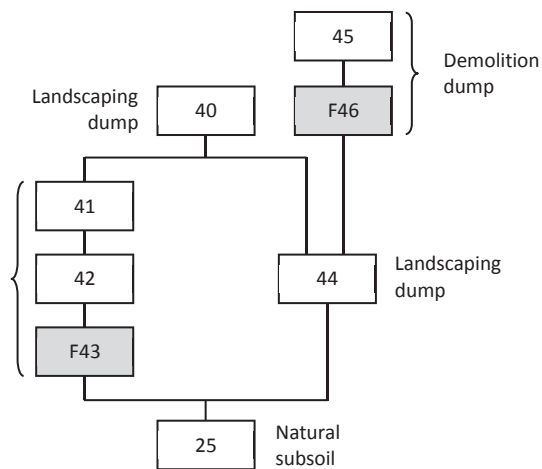 45
Demolition
dump
F46
Landscaping
dump
40
41
42
44
Landscaping
dump
F43
25
Natural
subsoil